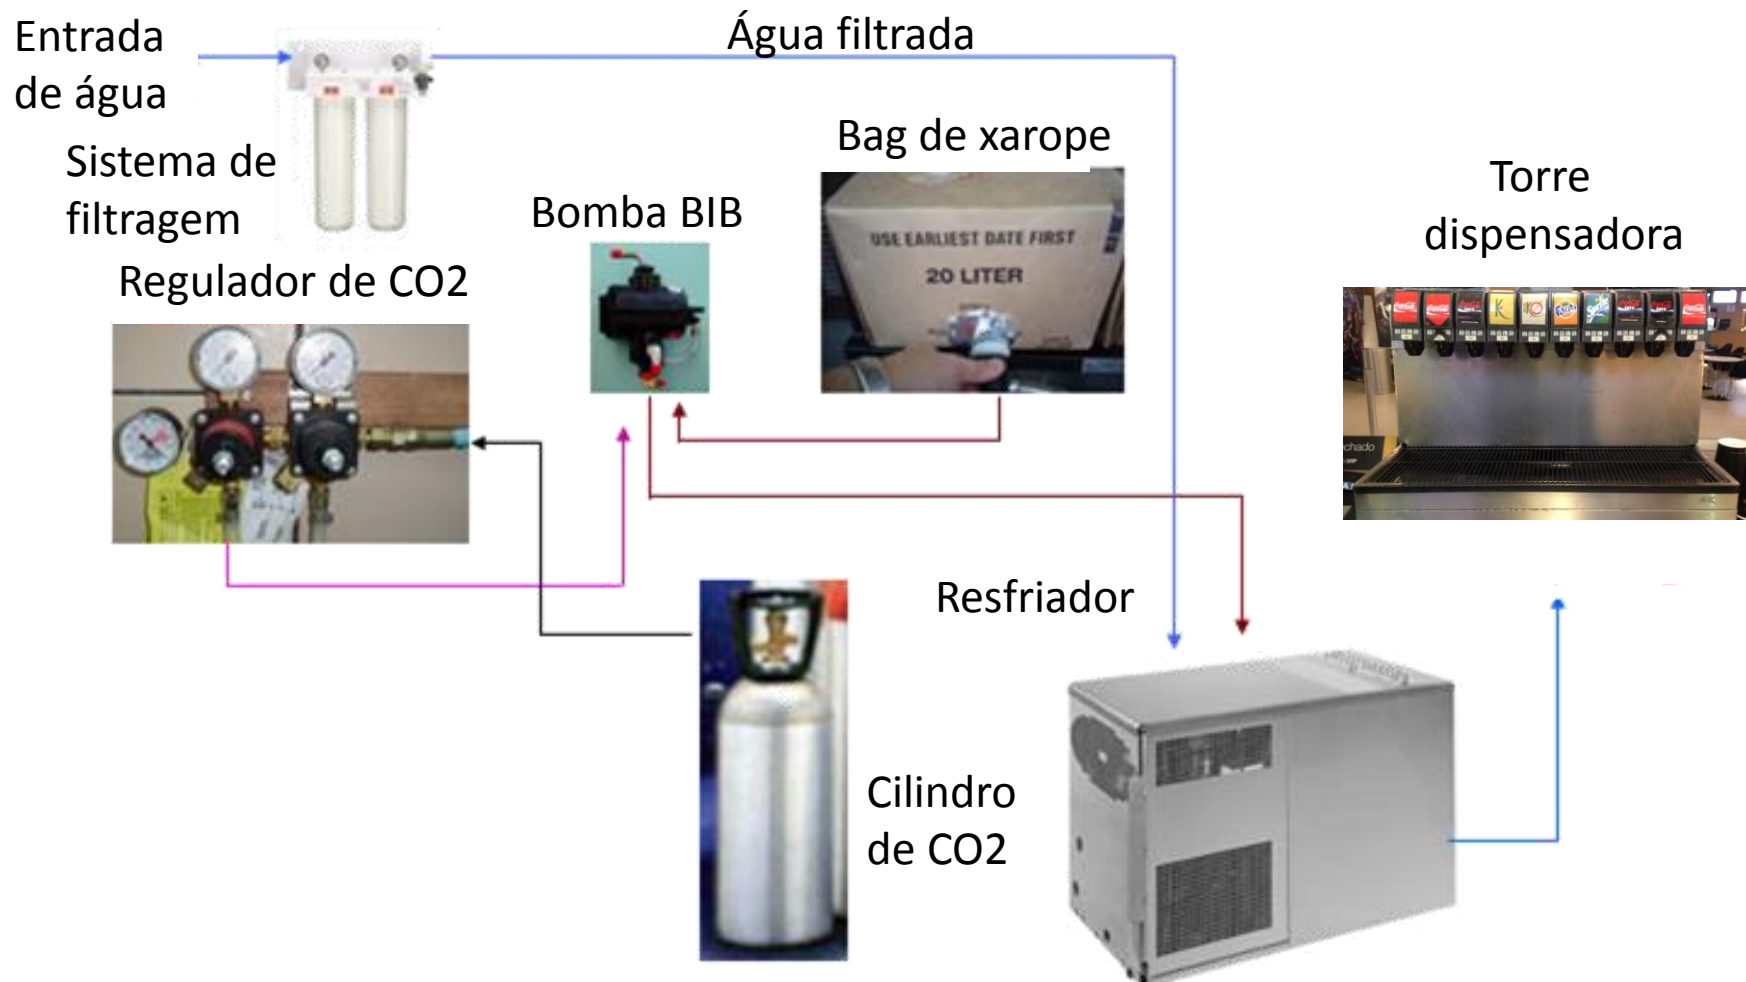 Entrada
de água
Água filtrada
Sistema de
filtragem
Bag de xarope
Bomba BIB
Torre
dispensadora
Regulador de CO2
USE EARLIEST DATE FIRST
20 LITER
Resfriador
Cilindro
de CO2